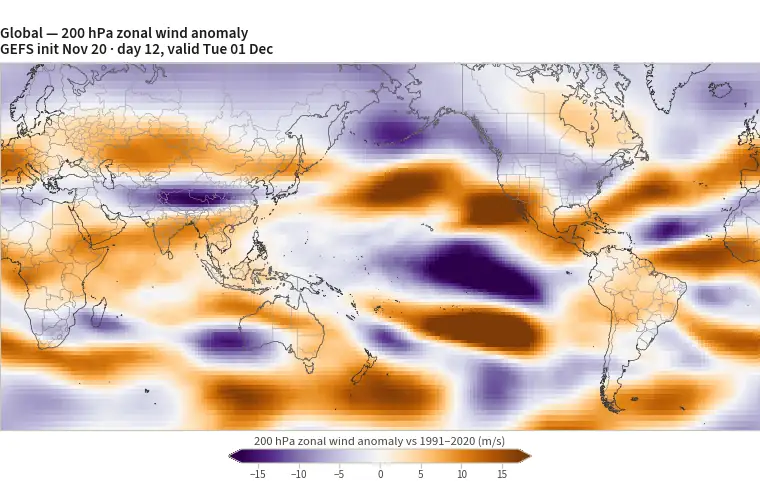 Global — 200 hPa zonal wind anomaly
GEFS init Nov 20 · day 12, valid Tue 01 Dec
200 hPa zonal wind anomaly vs 1991–2020 (m/s)
−15 −10 −5 0 5 10 15